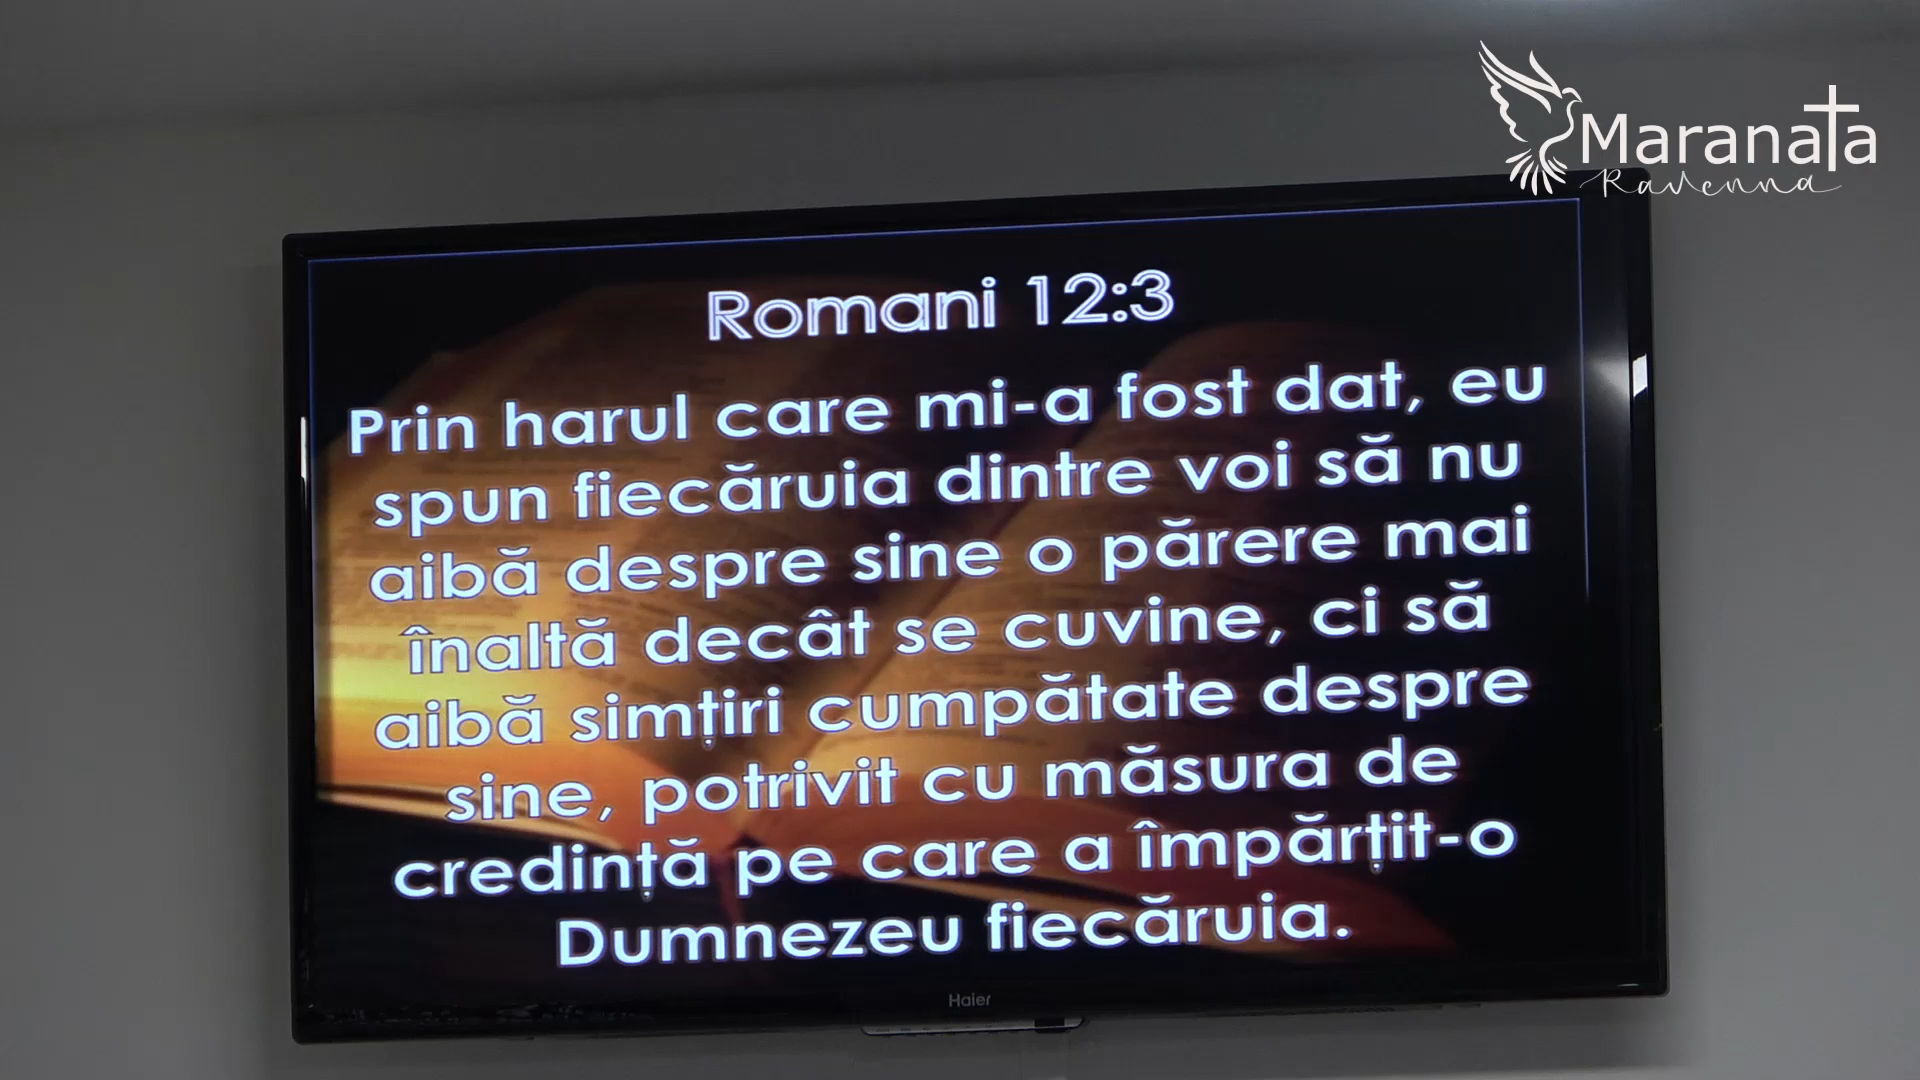 Maranata
Ravenna
Romani 12:3
Prin harul care mi-a fost dat, eu
spun fiecăruia dintre voi să nu
aibă despre sine o părere mai
înaltă decât se cuvine, ci să
aibă simțiri cumpătate despre
sine, potrivit cu măsura de
credință pe care a împărțit-o
Dumnezeu fiecăruia.
Haier